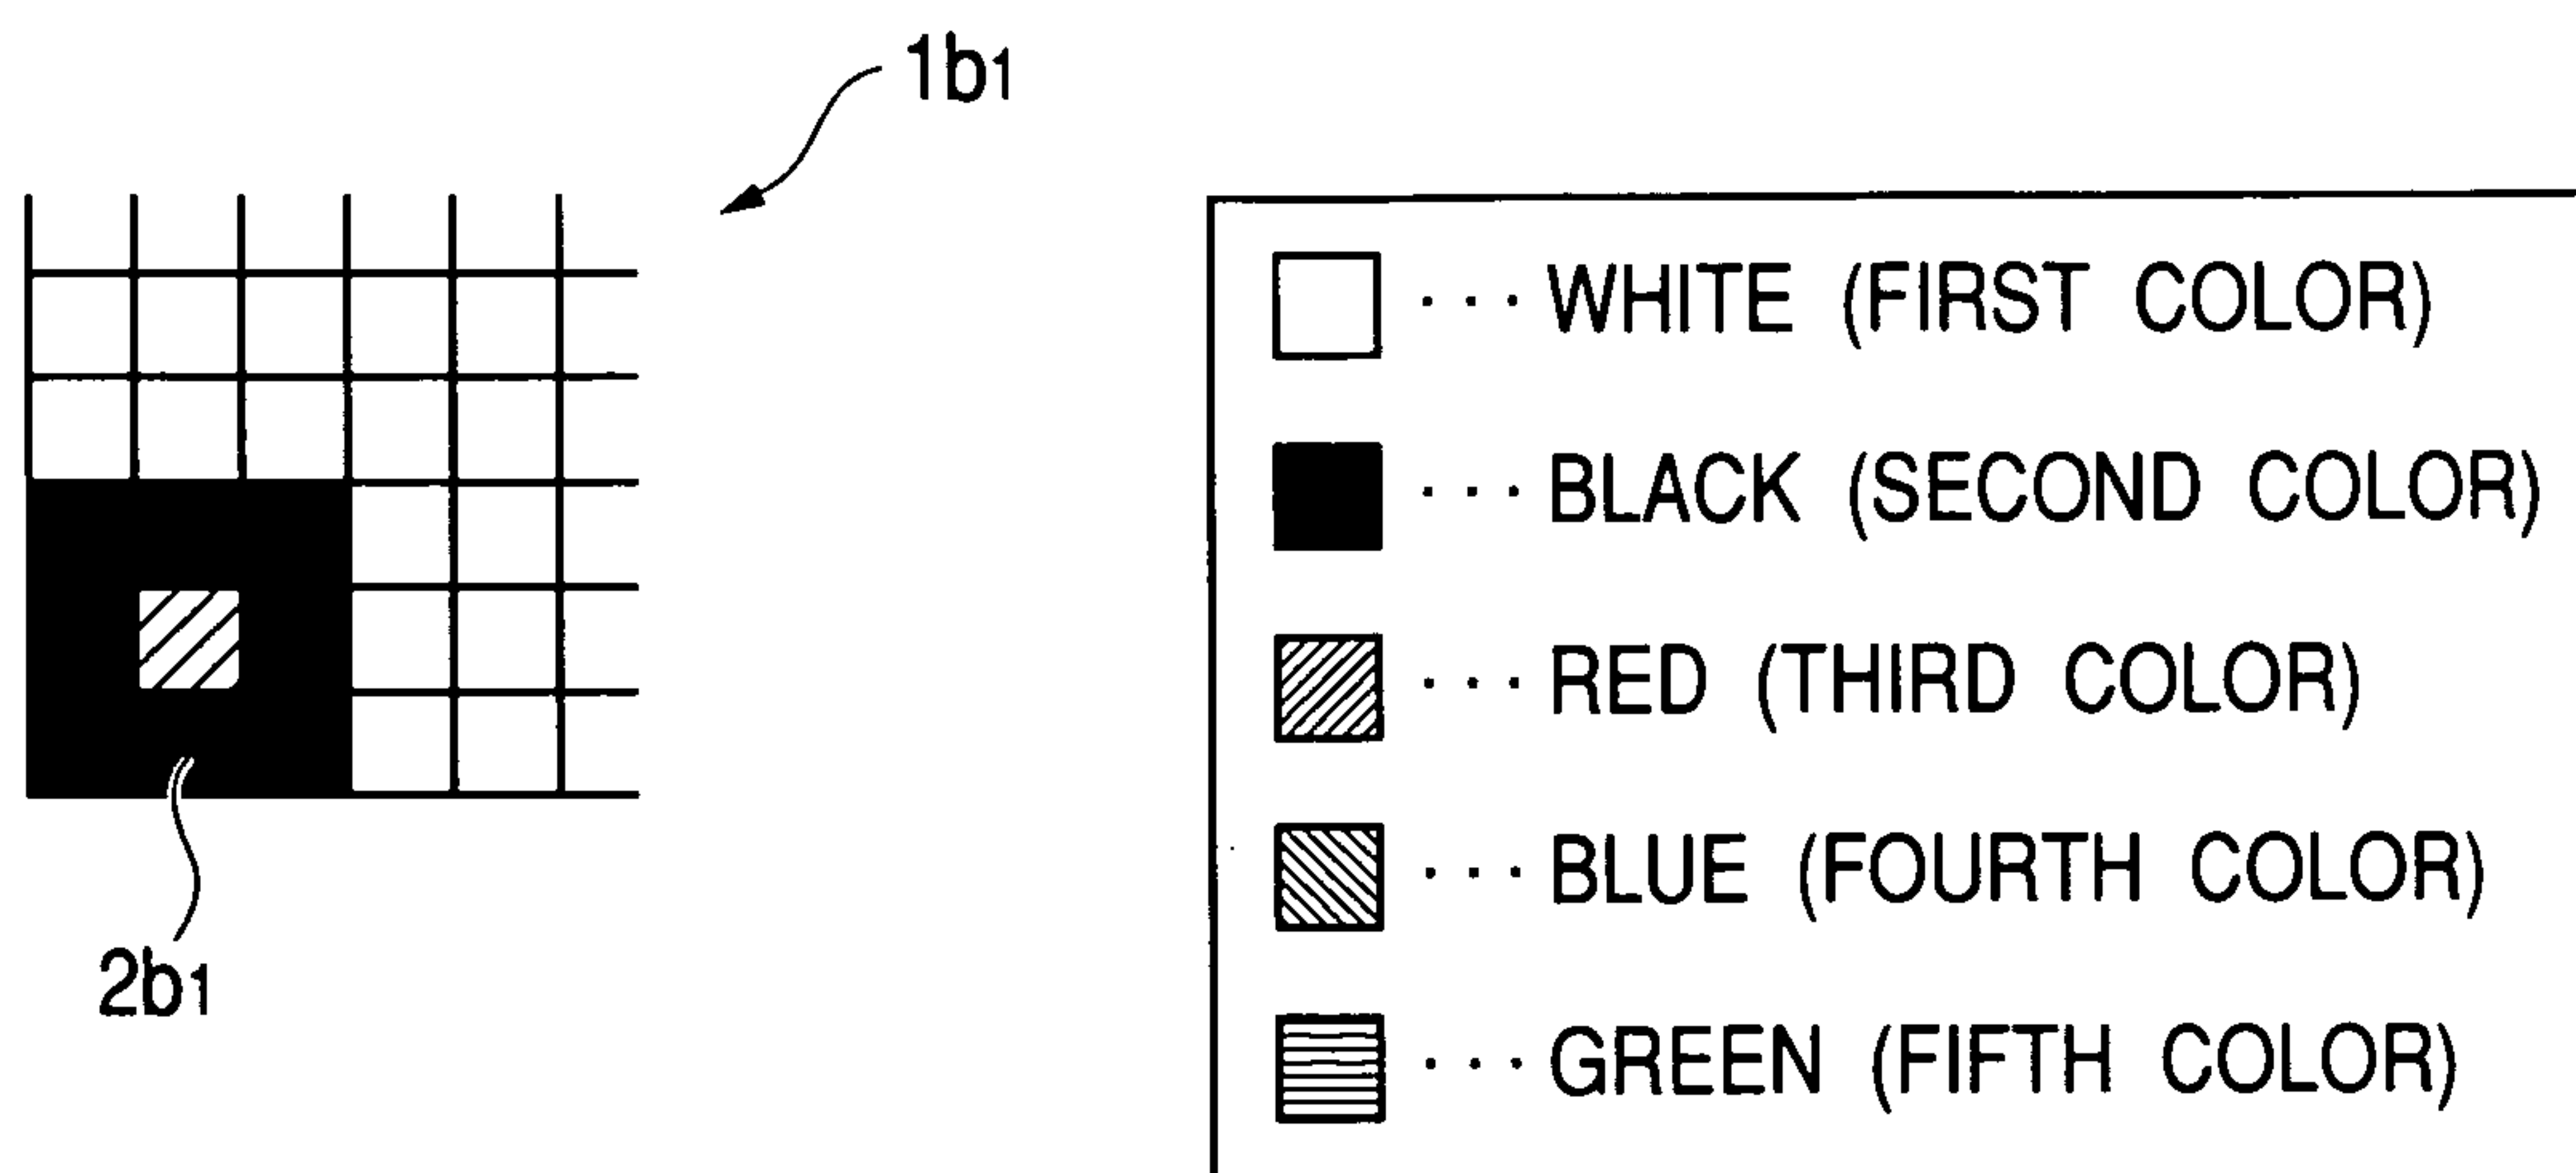 1b1
··· WHITE (FIRST COLOR)
··· BLACK (SECOND COLOR)
··· RED (THIRD COLOR)
··· BLUE (FOURTH COLOR)
2b1
··· GREEN (FIFTH COLOR)